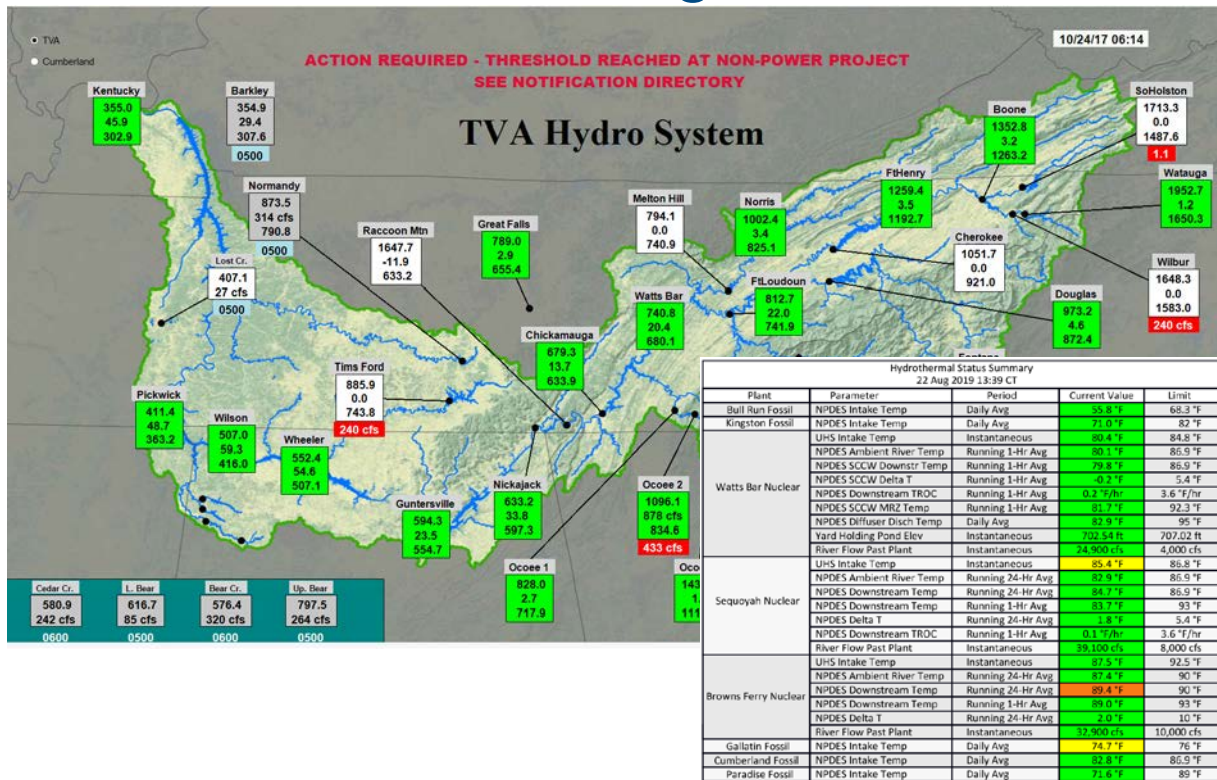 TVA
Cumberland
10/24/17 06:14
ACTION REQUIRED - THRESHOLD REACHED AT NON-POWER PROJECT
SEE NOTIFICATION DIRECTORY
TVA Hydro System
Kentucky
355.0
45.9
302.9
Barkley
354.9
29.4
307.6
0500
SoHolston
1713.3
0.0
1487.6
1.1
Boone
1352.8
3.2
1263.2
Watauga
1952.7
1.2
1650.3
FtHenry
1259.4
3.5
1192.7
Normandy
873.5
314 cfs
790.8
0500
Melton Hill
794.1
0.0
740.9
Norris
1002.4
3.4
825.1
Great Falls
789.0
2.9
655.4
Raccoon Mtn
1647.7
-11.9
633.2
Cherokee
1051.7
0.0
921.0
Wilbur
1648.3
0.0
1583.0
240 cfs
Lost Cr.
407.1
27 cfs
0500
FtLoudoun
812.7
22.0
741.9
Watts Bar
740.8
20.4
680.1
Douglas
973.2
4.6
872.4
Chickamauga
679.3
13.7
633.9
Tims Ford
885.9
0.0
743.8
240 cfs
Pickwick
411.4
48.7
363.2
Wilson
507.0
59.3
416.0
Wheeler
552.4
54.6
507.1
Guntersville
594.3
23.5
554.7
Nickajack
633.2
33.8
597.3
Ocoee 2
1096.1
878 cfs
834.6
433 cfs
Ocoee 1
828.0
2.7
717.9
Oco
143
1.
111
Cedar Cr.
580.9
242 cfs
0600
L. Bear
616.7
85 cfs
0500
Bear Cr.
576.4
320 cfs
0600
Up. Bear
797.5
264 cfs
0500
Hydrothermal Status Summary
22 Aug 2019 13:39 CT
Plant Parameter Period Current Value Limit
Bull Run Fossil NPDES Intake Temp Daily Avg 55.8 °F 68.3 °F
Kingston Fossil NPDES Intake Temp Daily Avg 71.0 °F 82 °F
Watts Bar Nuclear UHS Intake Temp Instantaneous 80.4 °F 84.8 °F
NPDES Ambient River Temp Running 1-Hr Avg 80.1 °F 86.9 °F
NPDES SCCW Downstr Temp Running 1-Hr Avg 79.8 °F 86.9 °F
NPDES SCCW Delta T Running 1-Hr Avg -0.2 °F 5.4 °F
NPDES Downstream TROC Running 1-Hr Avg 0.2 °F/hr 3.6 °F/hr
NPDES SCCW MRZ Temp Running 1-Hr Avg 81.7 °F 92.3 °F
NPDES Diffuser Disch Temp Daily Avg 82.9 °F 95 °F
Yard Holding Pond Elev Instantaneous 702.54 ft 707.02 ft
River Flow Past Plant Instantaneous 24,900 cfs 4,000 cfs
Sequoyah Nuclear UHS Intake Temp Instantaneous 85.4 °F 86.8 °F
NPDES Ambient River Temp Running 24-Hr Avg 82.9 °F 86.9 °F
NPDES Downstream Temp Running 24-Hr Avg 84.7 °F 86.9 °F
NPDES Downstream Temp Running 1-Hr Avg 83.7 °F 93 °F
NPDES Delta T Running 24-Hr Avg 1.8 °F 5.4 °F
NPDES Downstream TROC Running 1-Hr Avg 0.1 °F/hr 3.6 °F/hr
River Flow Past Plant Instantaneous 39,100 cfs 8,000 cfs
Browns Ferry Nuclear UHS Intake Temp Instantaneous 87.5 °F 92.5 °F
NPDES Ambient River Temp Running 24-Hr Avg 87.4 °F 90 °F
NPDES Downstream Temp Running 24-Hr Avg 89.4 °F 90 °F
NPDES Downstream Temp Running 1-Hr Avg 89.0 °F 93 °F
NPDES Delta T Running 24-Hr Avg 2.0 °F 10 °F
River Flow Past Plant Instantaneous 32,900 cfs 10,000 cfs
Gallatin Fossil NPDES Intake Temp Daily Avg 74.7 °F 76 °F
Cumberland Fossil NPDES Intake Temp Daily Avg 82.8 °F 86.9 °F
Paradise Fossil NPDES Intake Temp Daily Avg 71.6 °F 89 °F